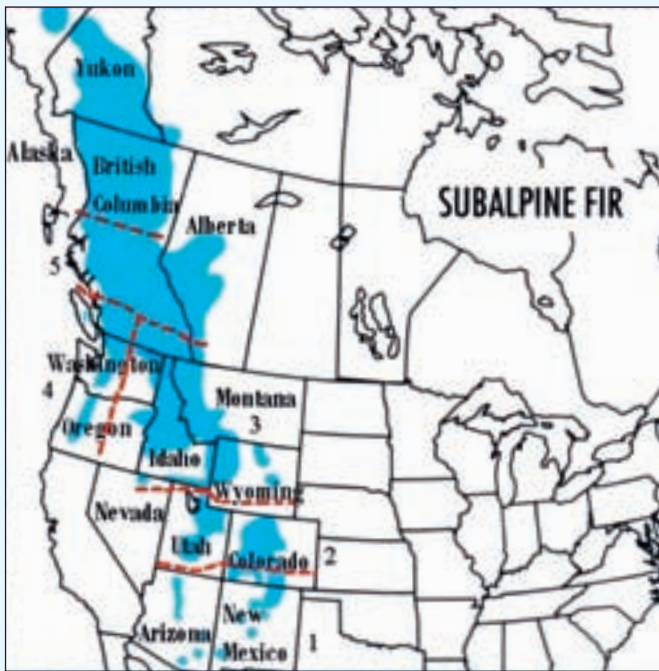 Yukon
Alaska
British
Columbia
Alberta
SUBALPINE FIR
5
Washington
4
Oregon
Montana
3
Idaho
Wyoming
Nevada
Utah
Colorado
2
Arizona
New
Mexico
1